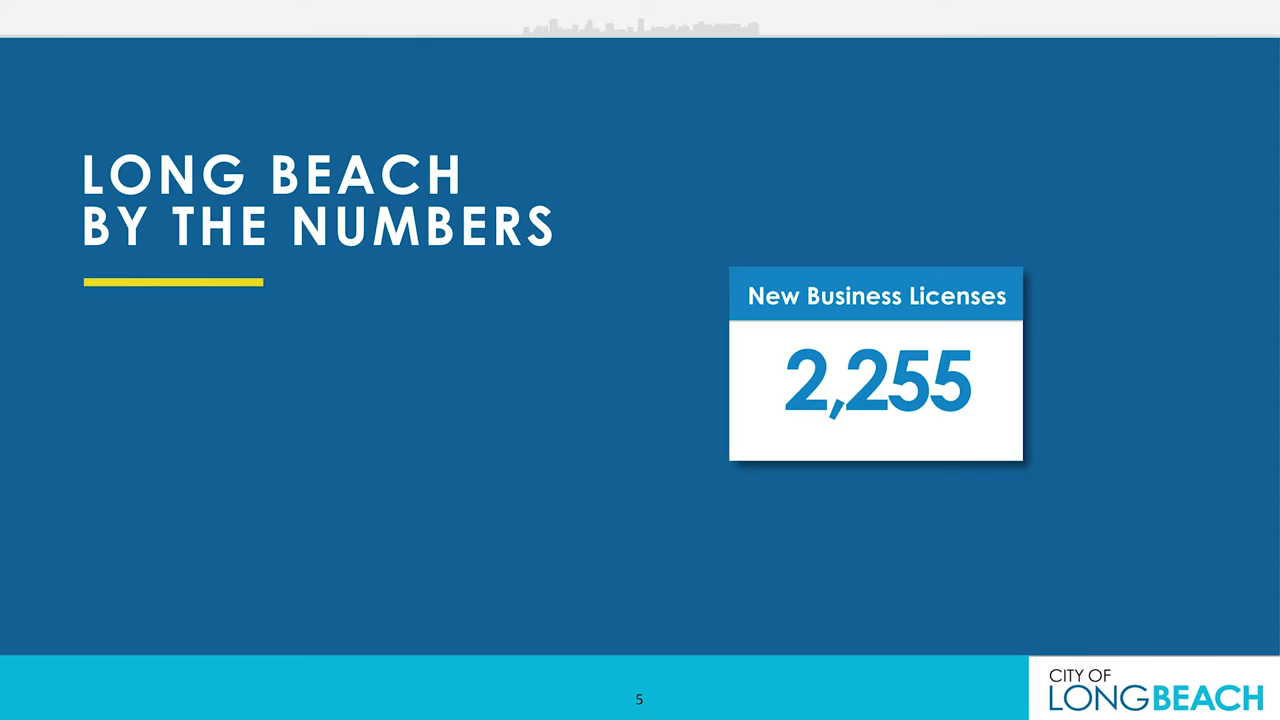 LONG BEACH
BY THE NUMBERS
New Business Licenses
2,255
5
CITY OF
LONGBEACH